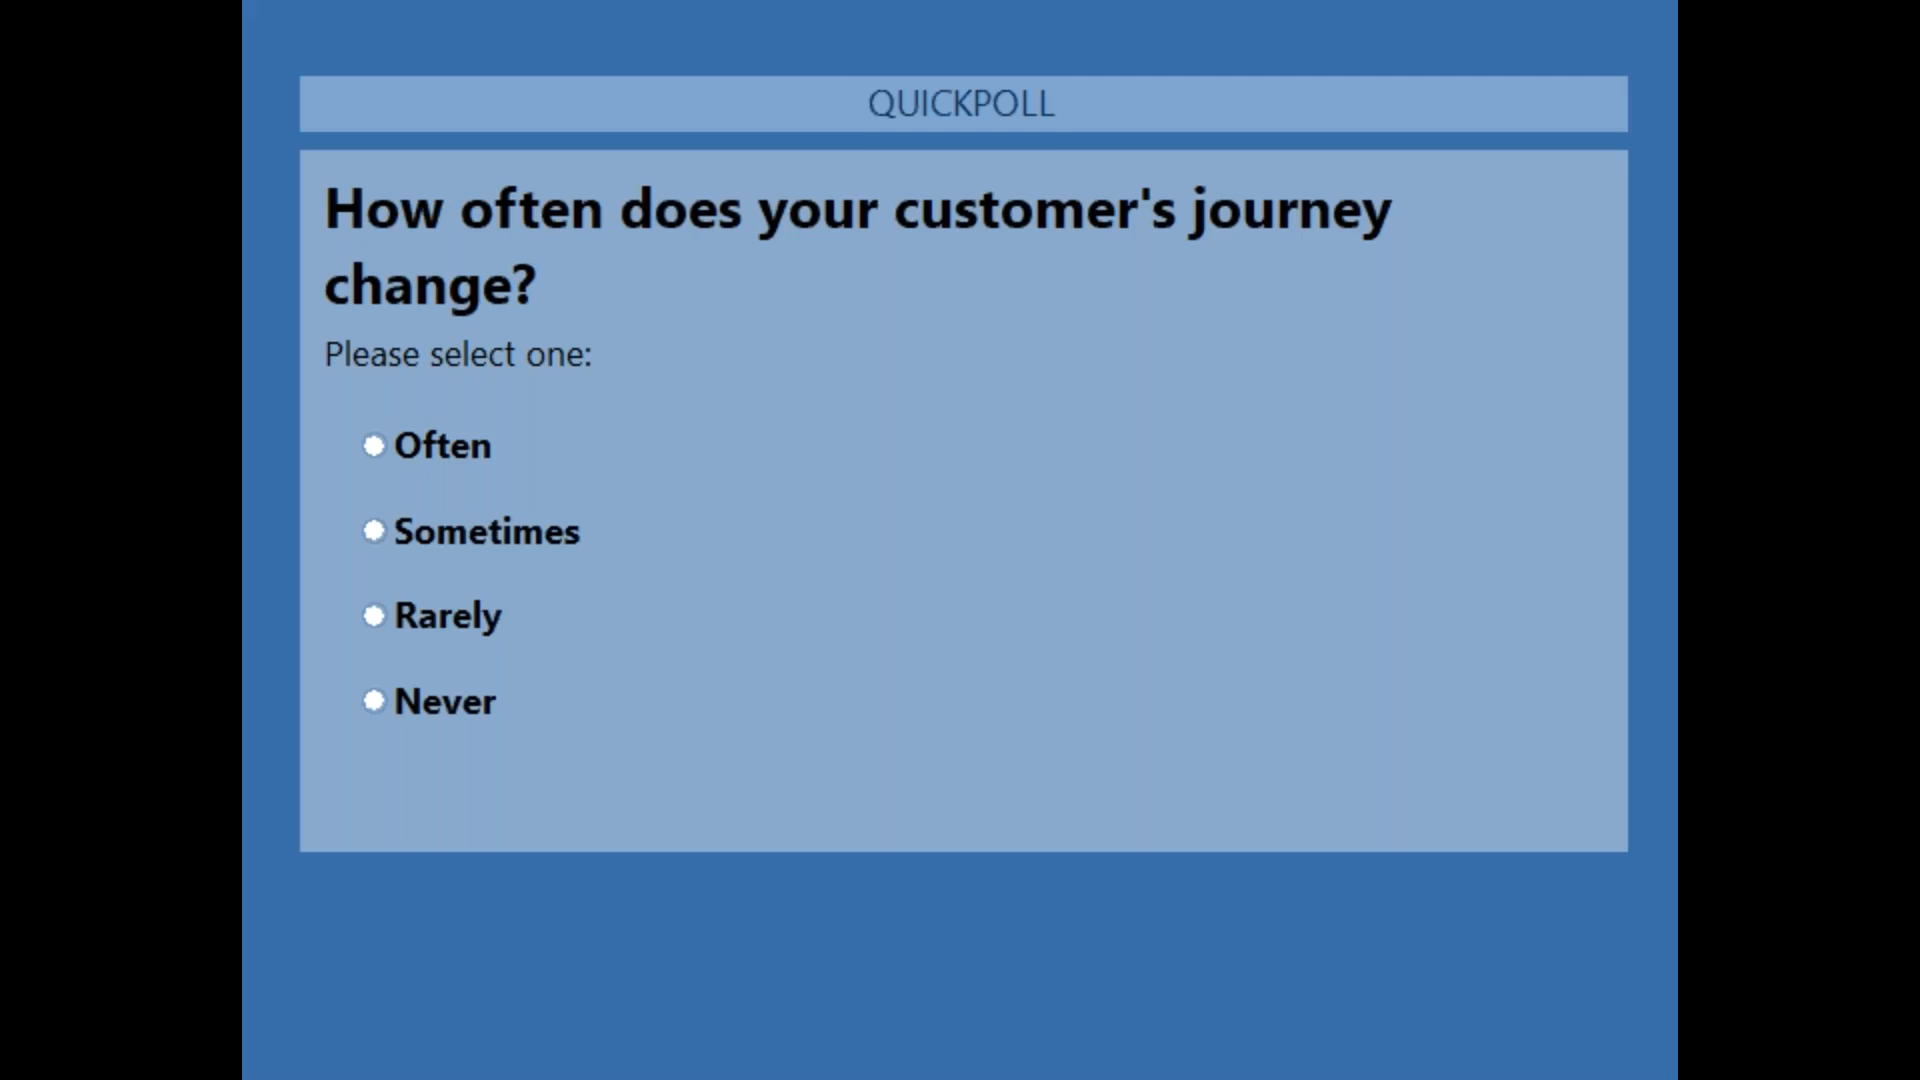 QUICKPOLL
How often does your customer's journey
change?
Please select one:
Often
Sometimes
Rarely
Never